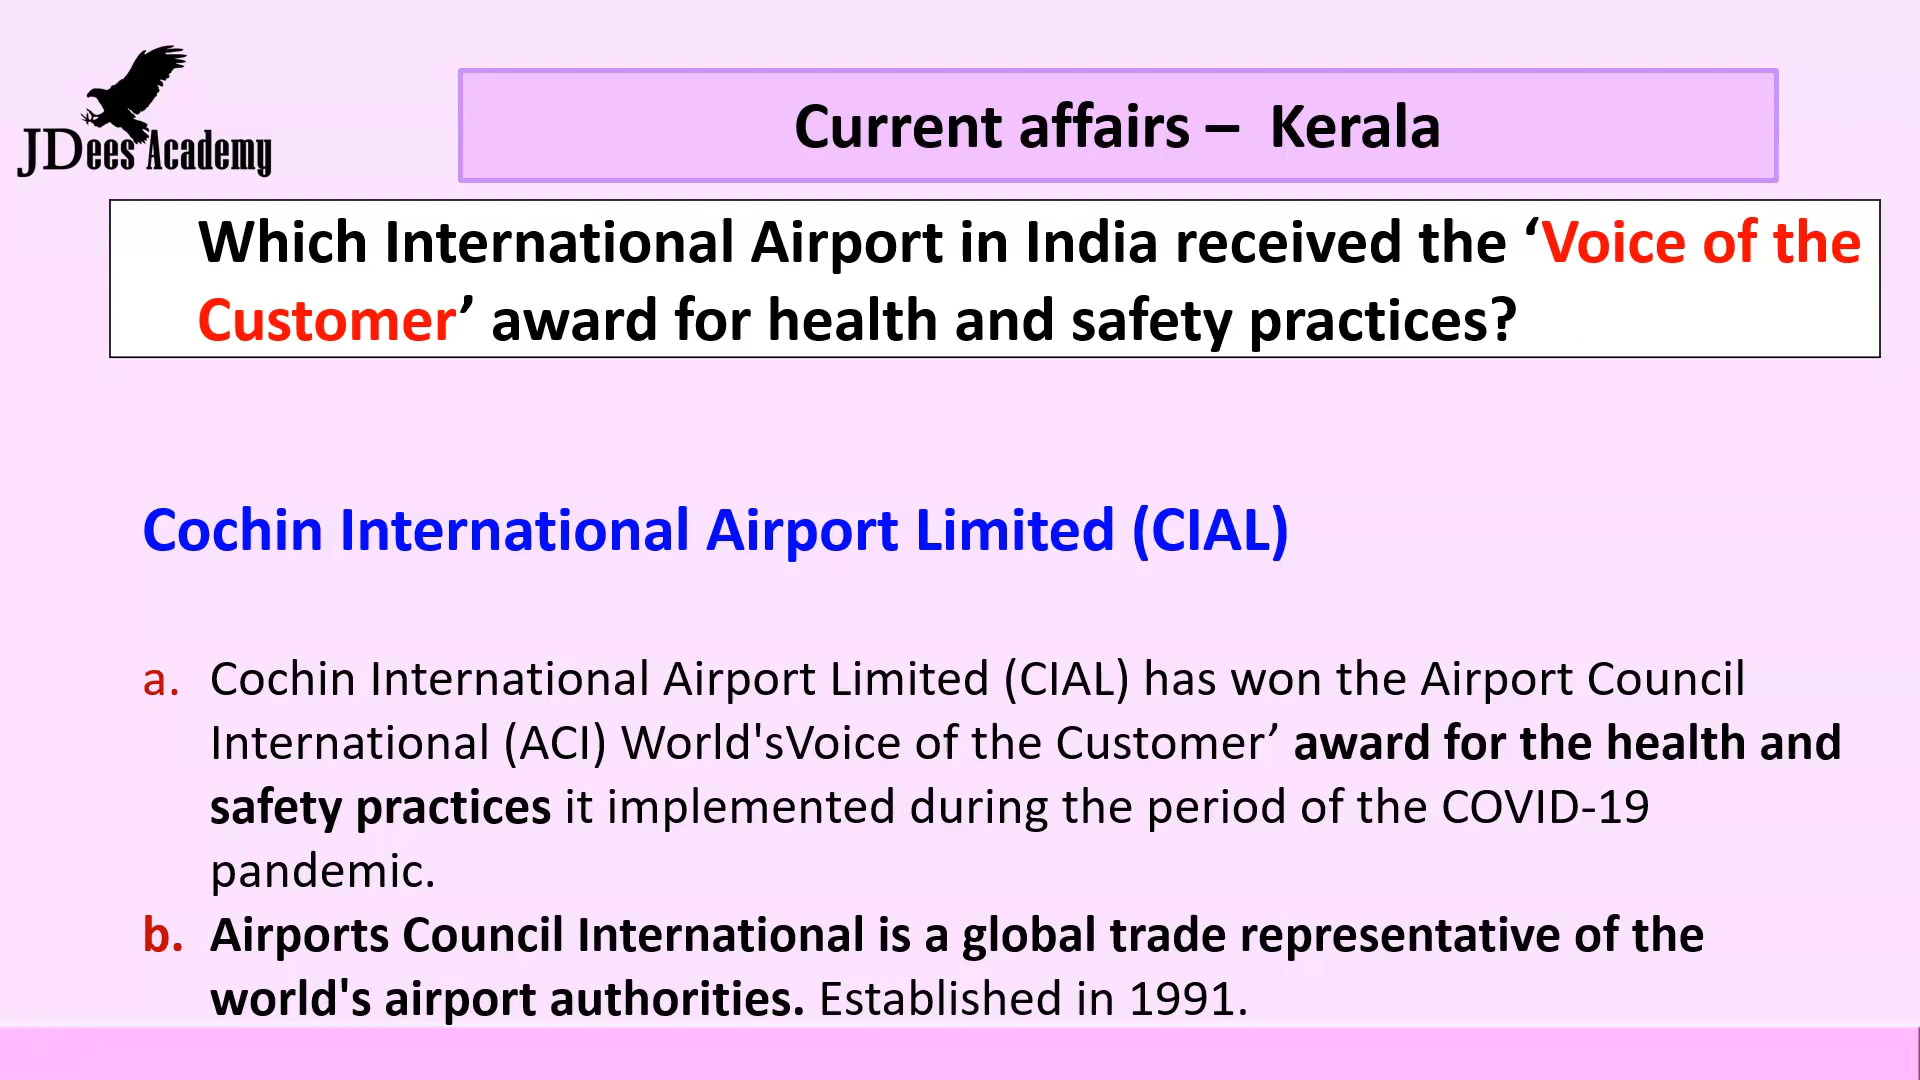 JDees Academy
Current affairs – Kerala
Which International Airport in India received the ‘Voice of the
Customer’ award for health and safety practices?
Cochin International Airport Limited (CIAL)
a. Cochin International Airport Limited (CIAL) has won the Airport Council
International (ACI) World'sVoice of the Customer’ award for the health and
safety practices it implemented during the period of the COVID-19
pandemic.
b. Airports Council International is a global trade representative of the
world's airport authorities. Established in 1991.